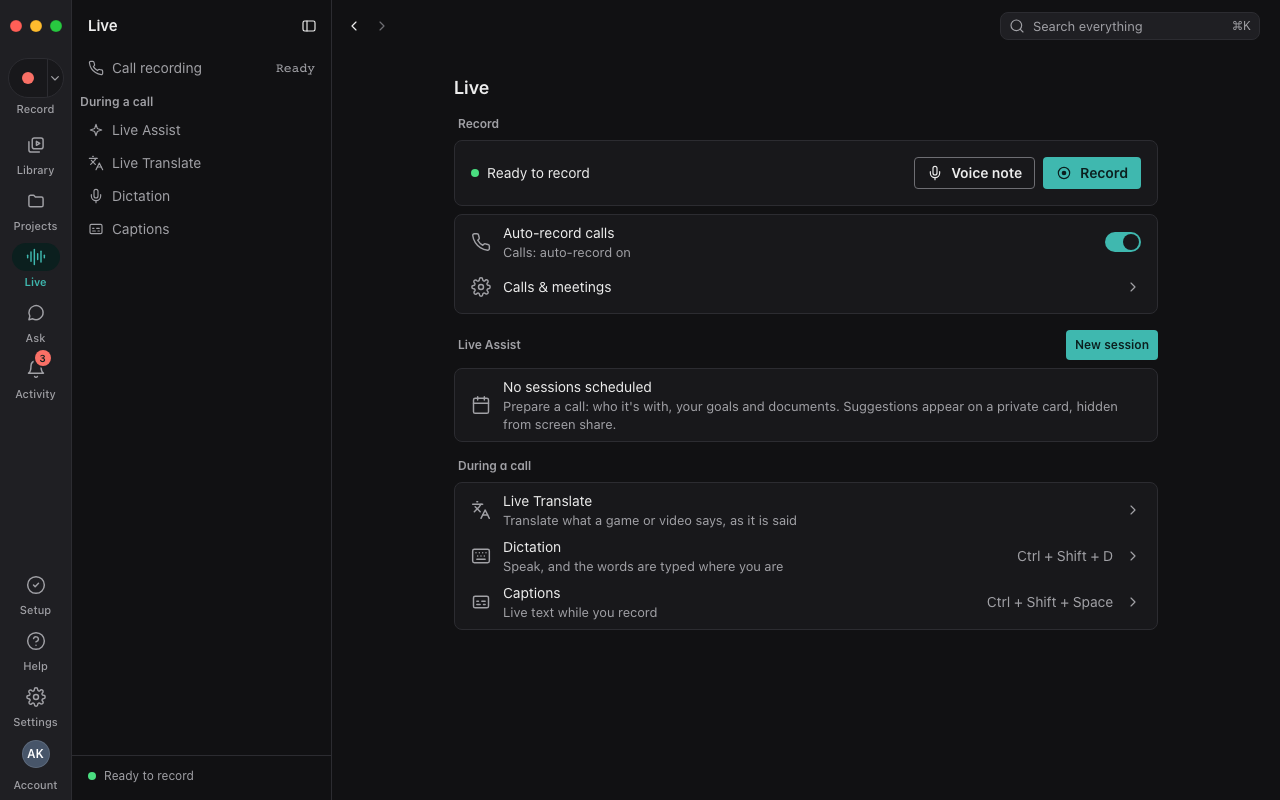 Live
Search everything
⌘K
Record
Library
Projects
Live
Ask
3
Activity
Setup
Help
Settings
AK
Account
Call recording
Ready
During a call
Live Assist
Live Translate
Dictation
Captions
Ready to record
Live
Record
Ready to record
Voice note
Record
Auto-record calls
Calls: auto-record on
Calls & meetings
Live Assist
New session
No sessions scheduled
Prepare a call: who it's with, your goals and documents. Suggestions appear on a private card, hidden
from screen share.
During a call
Live Translate
Translate what a game or video says, as it is said
Dictation
Speak, and the words are typed where you are
Ctrl + Shift + D
Captions
Live text while you record
Ctrl + Shift + Space